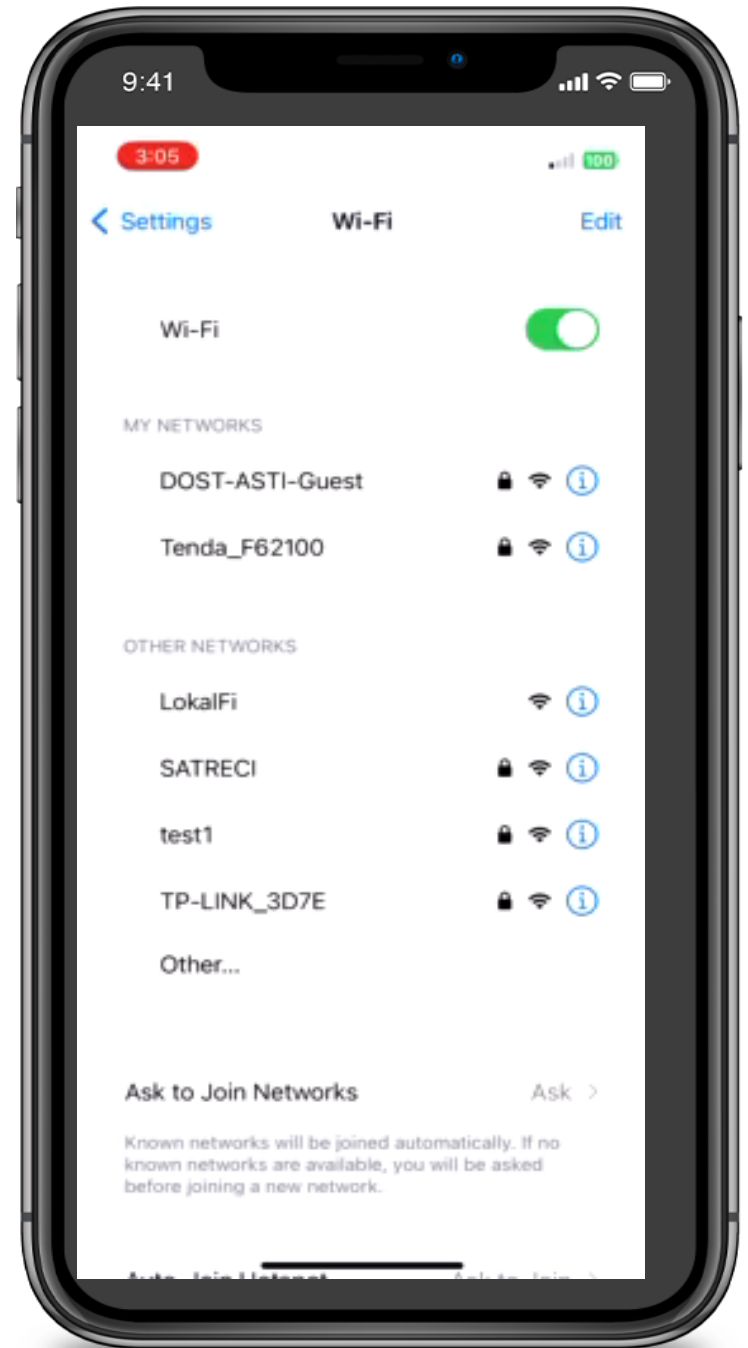 9:41
3:05
100
Settings
Wi-Fi
Edit
Wi-Fi
MY NETWORKS
DOST-ASTI-Guest
Tenda_F62100
OTHER NETWORKS
LokalFi
SATRECI
test1
TP-LINK_3D7E
Other...
Ask to Join Networks
Ask
Known networks will be joined automatically. If no
known networks are available, you will be asked
before joining a new network.